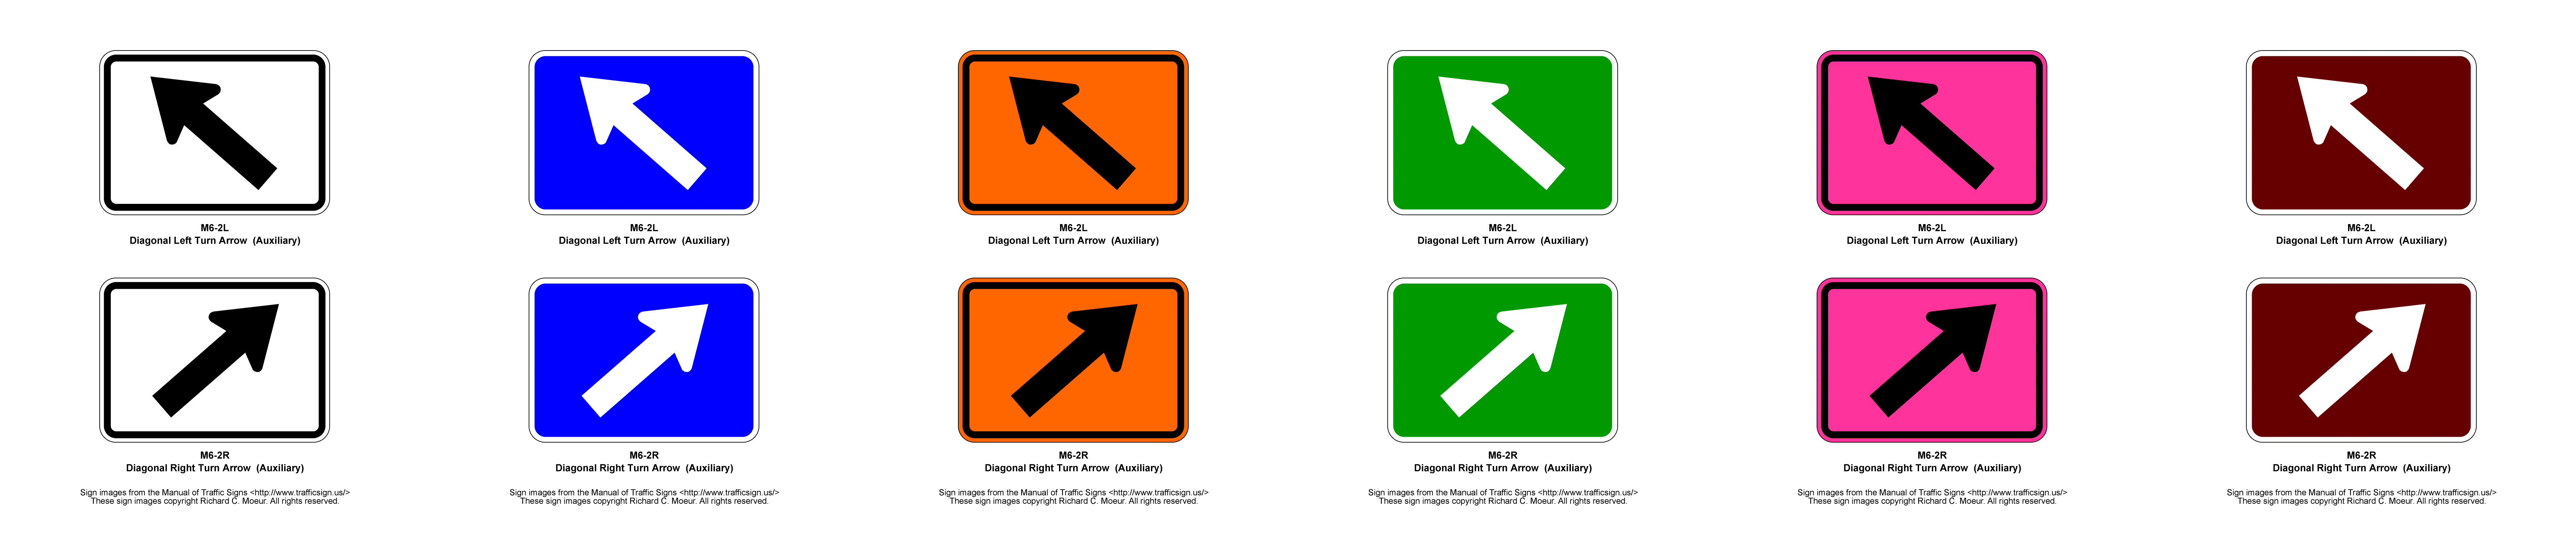 M6-2L
Diagonal Left Turn Arrow (Auxiliary)
M6-2R
Diagonal Right Turn Arrow (Auxiliary)
Sign images from the Manual of Traffic Signs <http://www.trafficsign.us/>
These sign images copyright Richard C. Moeur. All rights reserved.
M6-2L
Diagonal Left Turn Arrow (Auxiliary)
M6-2R
Diagonal Right Turn Arrow (Auxiliary)
Sign images from the Manual of Traffic Signs <http://www.trafficsign.us/>
These sign images copyright Richard C. Moeur. All rights reserved.
M6-2L
Diagonal Left Turn Arrow (Auxiliary)
M6-2R
Diagonal Right Turn Arrow (Auxiliary)
Sign images from the Manual of Traffic Signs <http://www.trafficsign.us/>
These sign images copyright Richard C. Moeur. All rights reserved.
M6-2L
Diagonal Left Turn Arrow (Auxiliary)
M6-2R
Diagonal Right Turn Arrow (Auxiliary)
Sign images from the Manual of Traffic Signs <http://www.trafficsign.us/>
These sign images copyright Richard C. Moeur. All rights reserved.
M6-2L
Diagonal Left Turn Arrow (Auxiliary)
M6-2R
Diagonal Right Turn Arrow (Auxiliary)
Sign images from the Manual of Traffic Signs <http://www.trafficsign.us/>
These sign images copyright Richard C. Moeur. All rights reserved.
M6-2L
Diagonal Left Turn Arrow (Auxiliary)
M6-2R
Diagonal Right Turn Arrow (Auxiliary)
Sign images from the Manual of Traffic Signs <http://www.trafficsign.us/>
These sign images copyright Richard C. Moeur. All rights reserved.